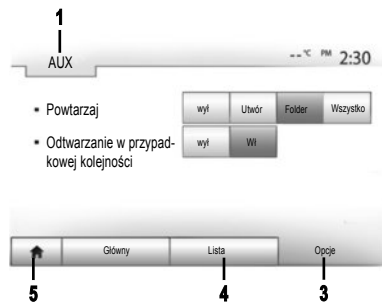 1
AUX
--°C PM 2:30
▪ Powtarzaj
wył Utwór Folder Wszystko
▪ Odtwarzanie w przypad-
kowej kolejności
wył Wł
Główny Lista Opcje
5 4 3